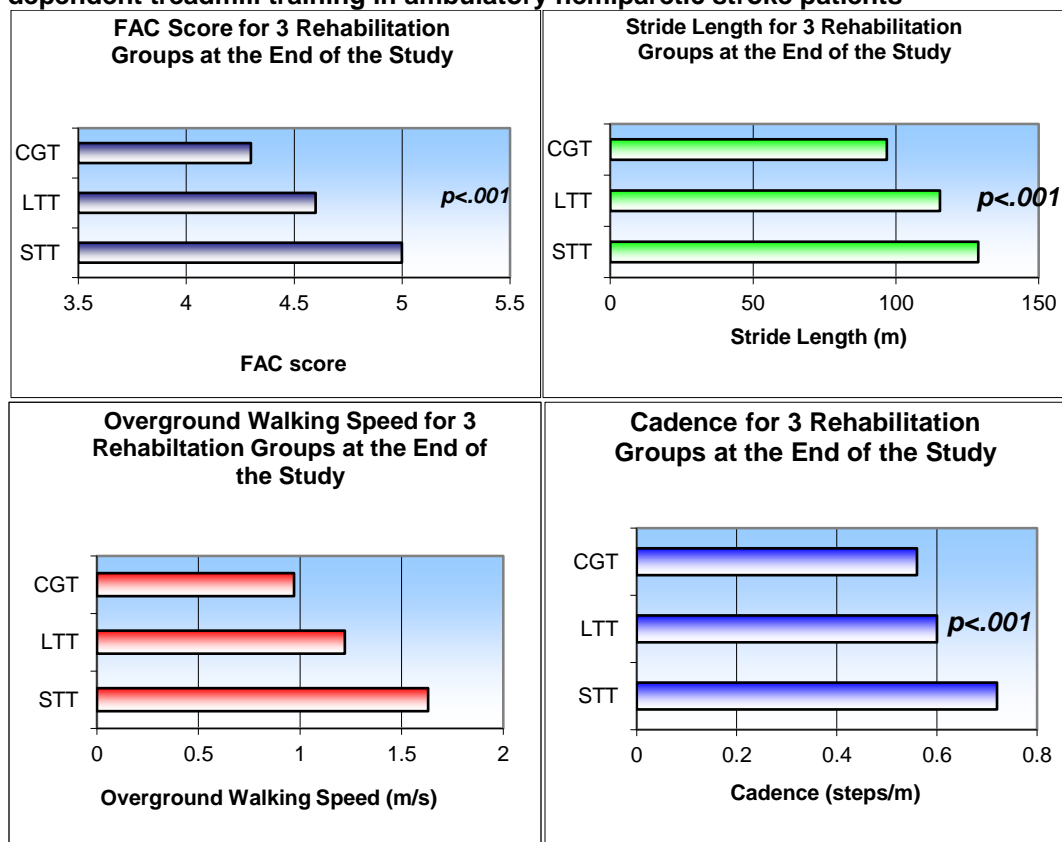 dependent treadmill training in ambulatory hemiparetic stroke patients
FAC Score for 3 Rehabilitation
Groups at the End of the Study
CGT
LTT
STT
p<.001
3.5 4 4.5 5 5.5
FAC score
Stride Length for 3 Rehabilitation
Groups at the End of the Study
CGT
LTT
STT
p<.001
0 50 100 150
Stride Length (m)
Overground Walking Speed for 3
Rehabiltation Groups at the End of
the Study
CGT
LTT
STT
0 0.5 1 1.5 2
Overground Walking Speed (m/s)
Cadence for 3 Rehabilitation
Groups at the End of the Study
CGT
LTT
STT
p<.001
0 0.2 0.4 0.6 0.8
Cadence (steps/m)